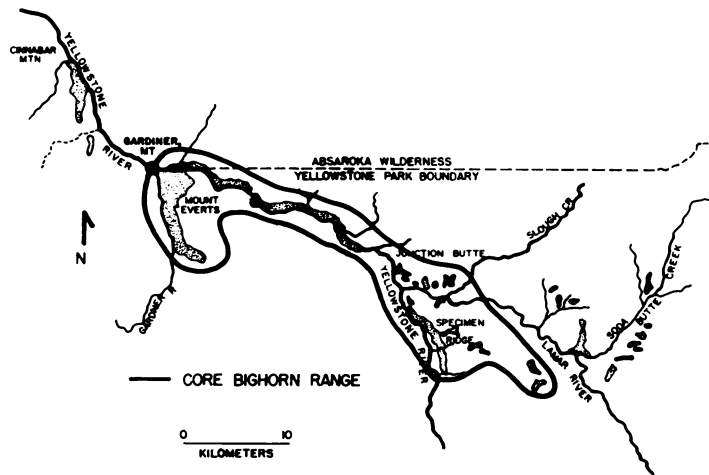 CINNABAR
MTN
YELLOWSTONE
RIVER
GARDINER,
MT
ABSAROKA WILDERNESS
YELLOWSTONE PARK BOUNDARY
MOUNT
EVERTS
N
GARDINER R.
JUNCTION BUTTE
SLOUGH CR.
YELLOWSTONE RIVER
SPECIMEN
RIDGE
LAMAR RIVER
SODA BUTTE CREEK
CORE BIGHORN RANGE
0 10
KILOMETERS